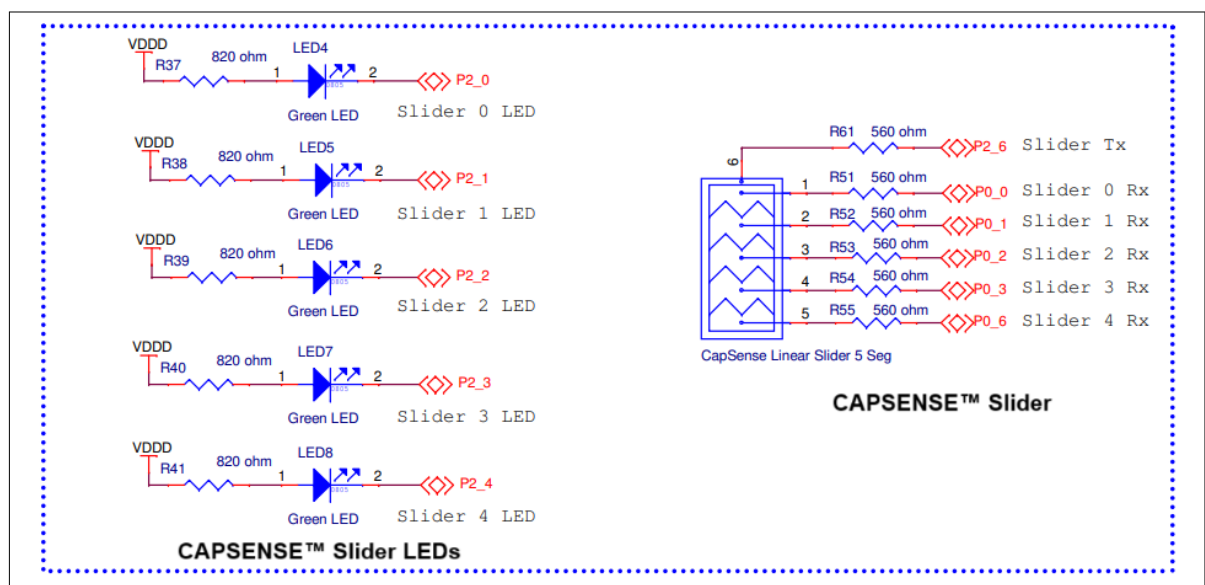 VDDD
R37
820 ohm
LED4
1
2
0805
P2_0
Green LED
Slider 0 LED
VDDD
R38
820 ohm
LED5
1
2
0805
P2_1
Green LED
Slider 1 LED
VDDD
R39
820 ohm
LED6
1
2
0805
P2_2
Green LED
Slider 2 LED
VDDD
R40
820 ohm
LED7
1
2
0805
P2_3
Green LED
Slider 3 LED
VDDD
R41
820 ohm
LED8
1
2
0805
P2_4
Green LED
Slider 4 LED
CAPSENSE™ Slider LEDs
6
R61 560 ohm P2_6 Slider Tx
1 R51 560 ohm P0_0 Slider 0 Rx
2 R52 560 ohm P0_1 Slider 1 Rx
3 R53 560 ohm P0_2 Slider 2 Rx
4 R54 560 ohm P0_3 Slider 3 Rx
5 R55 560 ohm P0_6 Slider 4 Rx
CapSense Linear Slider 5 Seg
CAPSENSE™ Slider